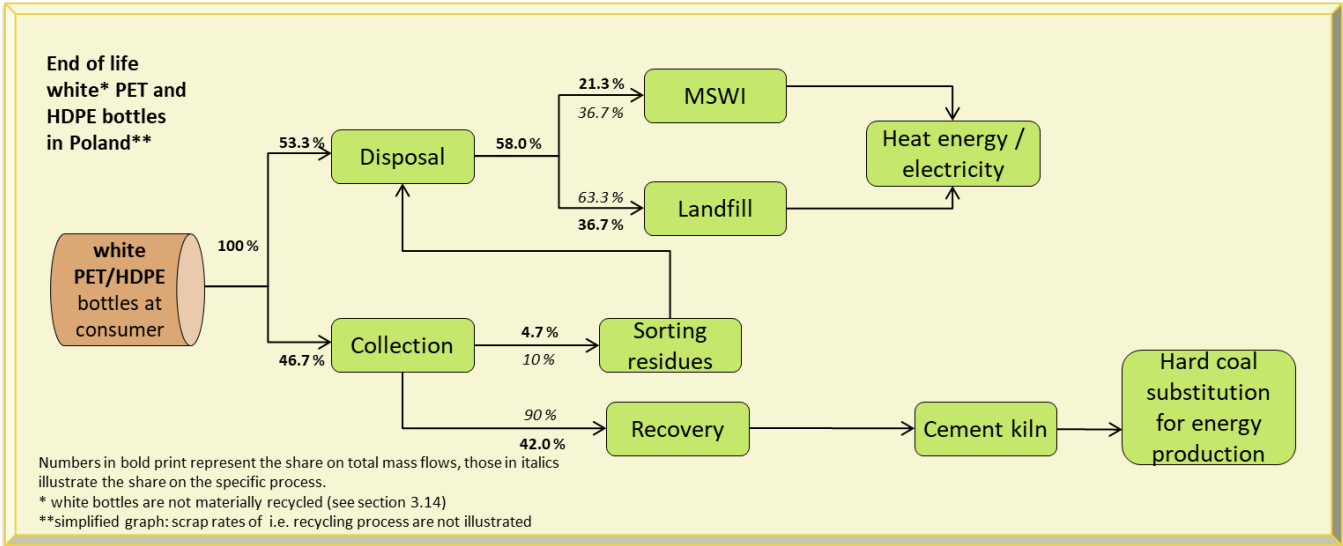 End of life
white* PET and
HDPE bottles
in Poland**
white
PET/HDPE
bottles at
consumer
100 %
53.3 %
Disposal
58.0 %
21.3 %
36.7 %
MSWI
63.3 %
36.7 %
Landfill
Heat energy /
electricity
46.7 %
Collection
4.7 %
10 %
Sorting
residues
90 %
42.0 %
Recovery
Cement kiln
Hard coal
substitution
for energy
production
Numbers in bold print represent the share on total mass flows, those in italics
illustrate the share on the specific process.
* white bottles are not materially recycled (see section 3.14)
**simplified graph: scrap rates of i.e. recycling process are not illustrated